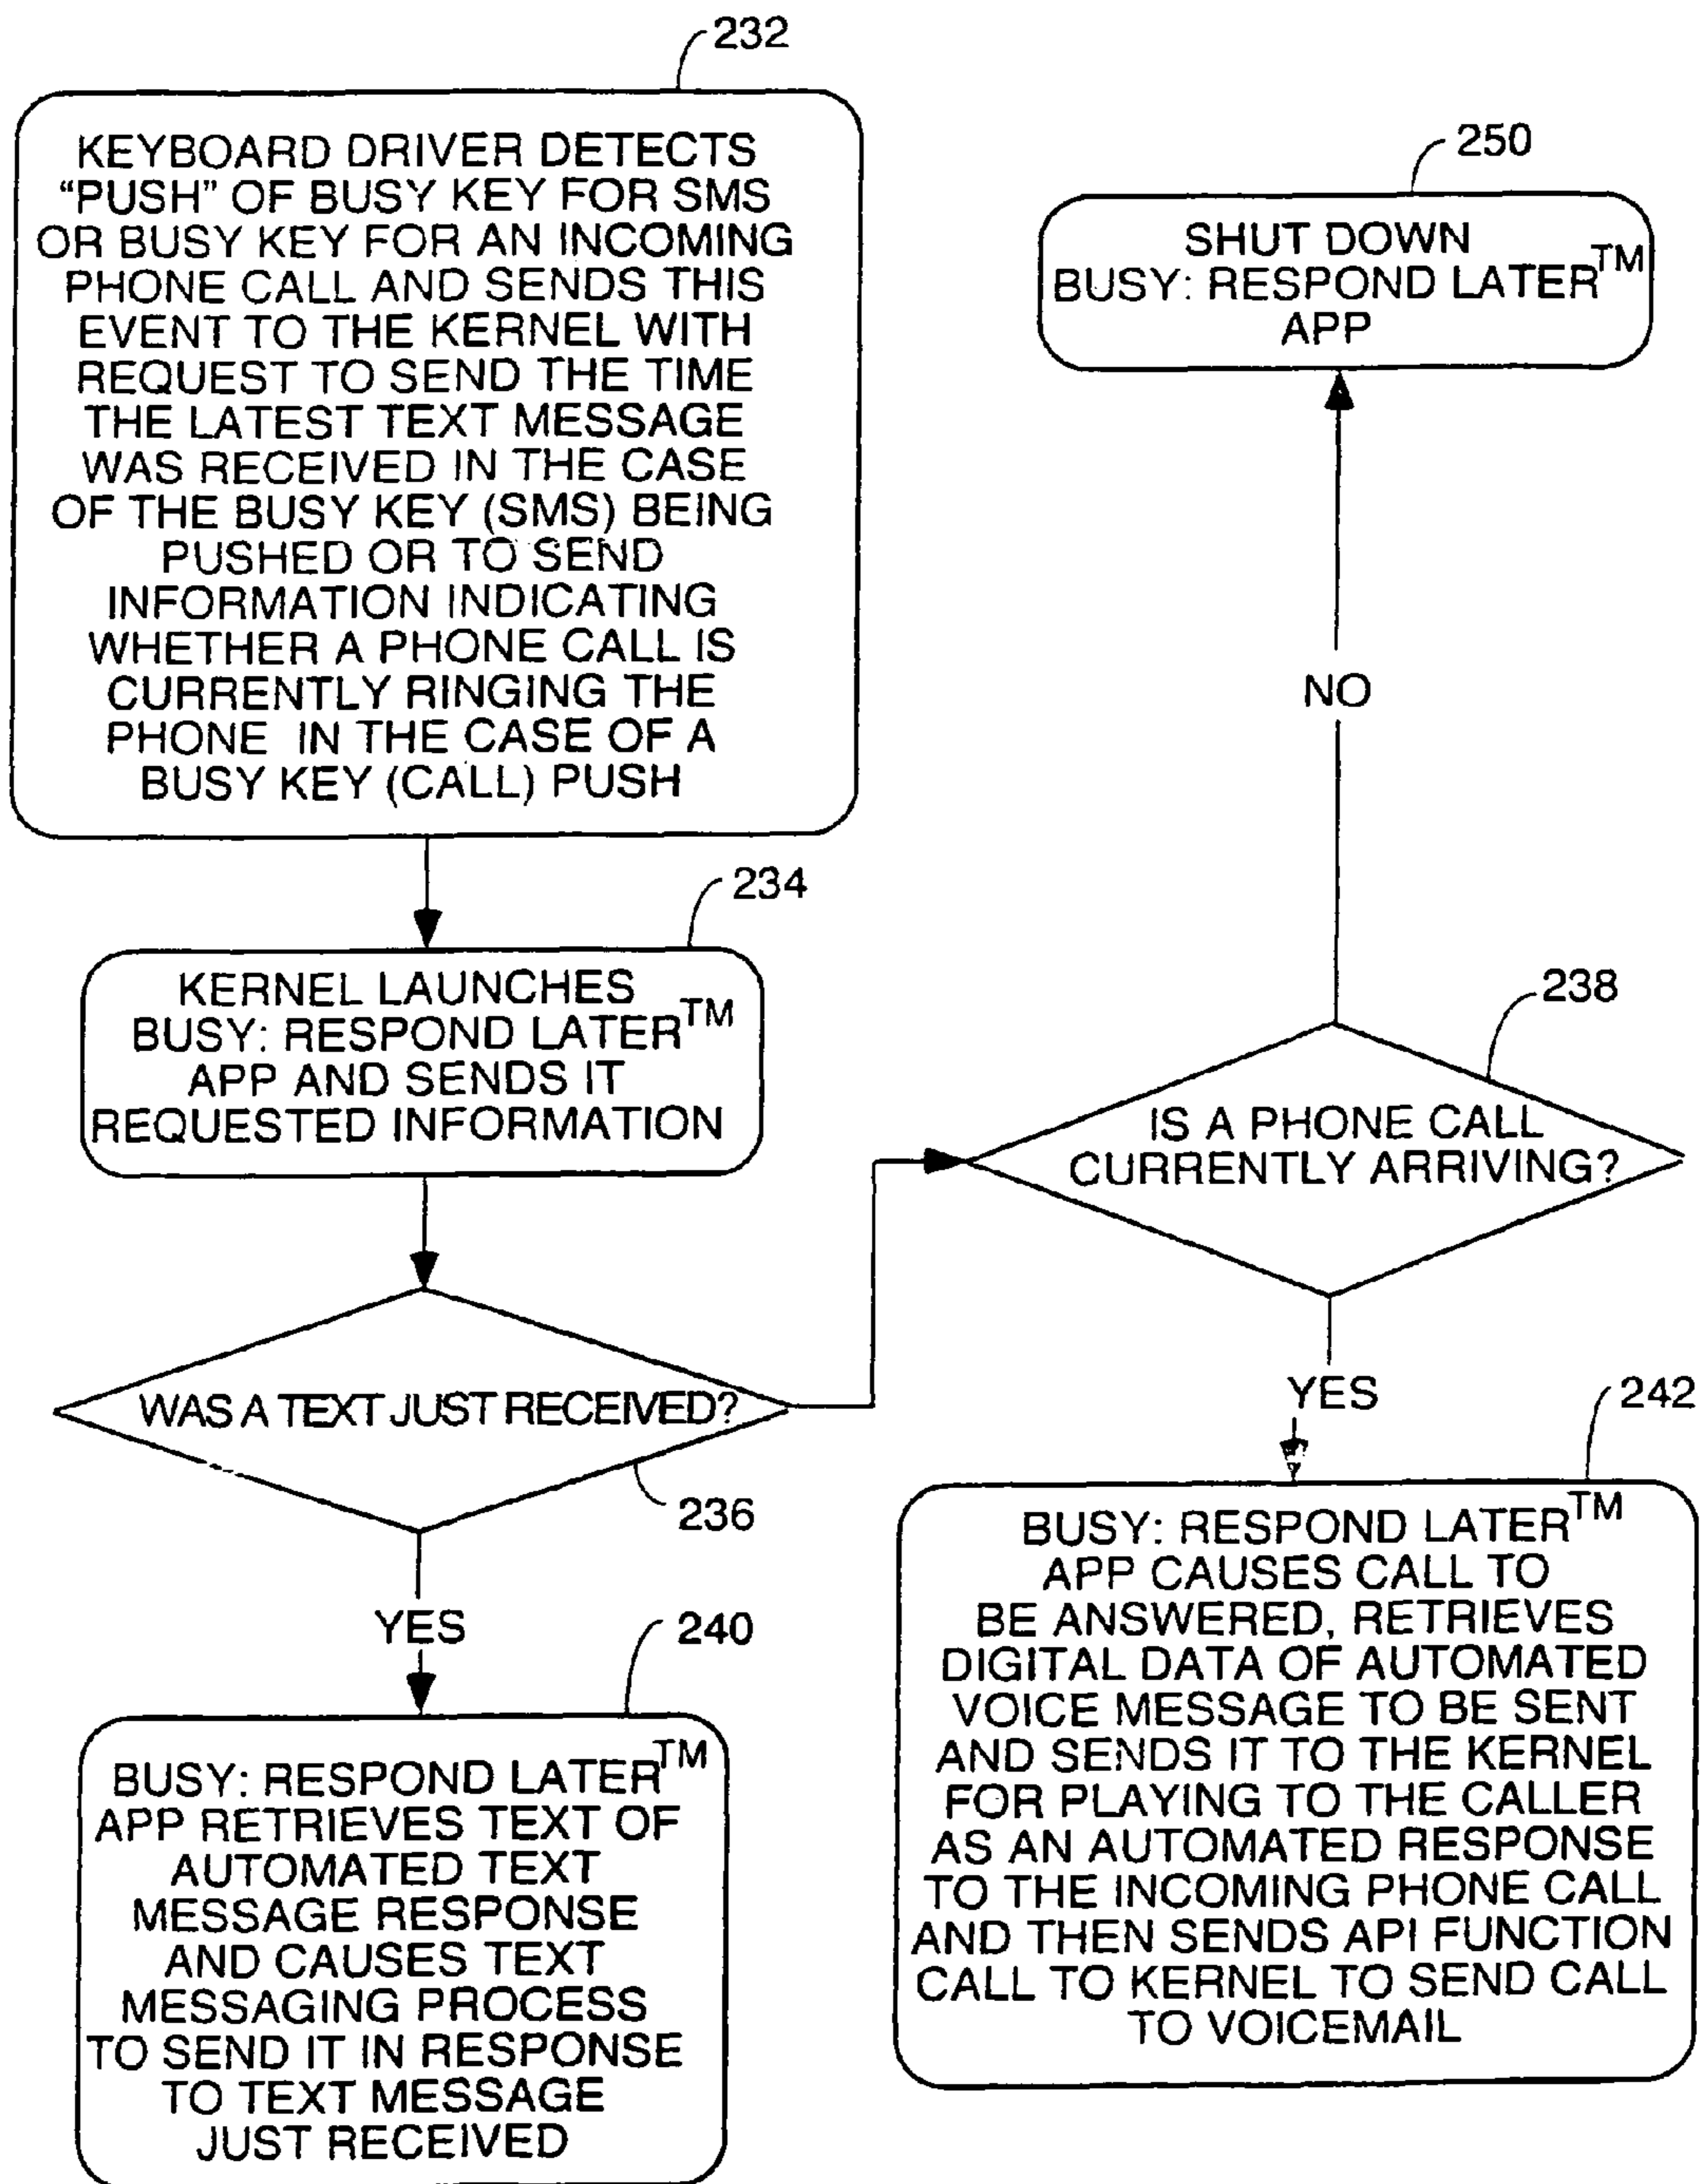 232
KEYBOARD DRIVER DETECTS
“PUSH” OF BUSY KEY FOR SMS
OR BUSY KEY FOR AN INCOMING
PHONE CALL AND SENDS THIS
EVENT TO THE KERNEL WITH
REQUEST TO SEND THE TIME
THE LATEST TEXT MESSAGE
WAS RECEIVED IN THE CASE
OF THE BUSY KEY (SMS) BEING
PUSHED OR TO SEND
INFORMATION INDICATING
WHETHER A PHONE CALL IS
CURRENTLY RINGING THE
PHONE IN THE CASE OF A
BUSY KEY (CALL) PUSH
234
KERNEL LAUNCHES
BUSY: RESPOND LATER™
APP AND SENDS IT
REQUESTED INFORMATION
WAS A TEXT JUST RECEIVED?
236
YES
240
BUSY: RESPOND LATER™
APP RETRIEVES TEXT OF
AUTOMATED TEXT
MESSAGE RESPONSE
AND CAUSES TEXT
MESSAGING PROCESS
TO SEND IT IN RESPONSE
TO TEXT MESSAGE
JUST RECEIVED
250
SHUT DOWN
BUSY: RESPOND LATER™
APP
NO
238
IS A PHONE CALL
CURRENTLY ARRIVING?
YES
242
BUSY: RESPOND LATER™
APP CAUSES CALL TO
BE ANSWERED, RETRIEVES
DIGITAL DATA OF AUTOMATED
VOICE MESSAGE TO BE SENT
AND SENDS IT TO THE KERNEL
FOR PLAYING TO THE CALLER
AS AN AUTOMATED RESPONSE
TO THE INCOMING PHONE CALL
AND THEN SENDS API FUNCTION
CALL TO KERNEL TO SEND CALL
TO VOICEMAIL